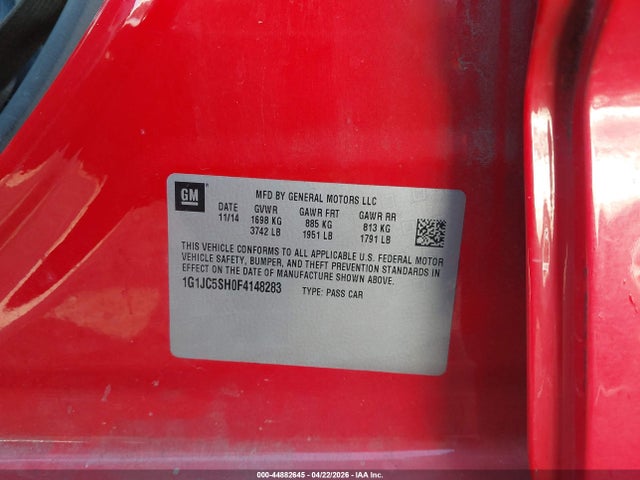 GM
MFD BY GENERAL MOTORS LLC
DATE GVWR GAWR FRT GAWR RR
11/14 1698 KG 885 KG 813 KG
3742 LB 1951 LB 1791 LB
THIS VEHICLE CONFORMS TO ALL APPLICABLE U.S. FEDERAL MOTOR
VEHICLE SAFETY, BUMPER, AND THEFT PREVENTION STANDARDS IN
EFFECT ON THE DATE OF MANUFACTURE SHOWN ABOVE.
1G1JC5SH0F4148283 TYPE: PASS CAR
000-44882645 - 04/22/2026 - IAA Inc.